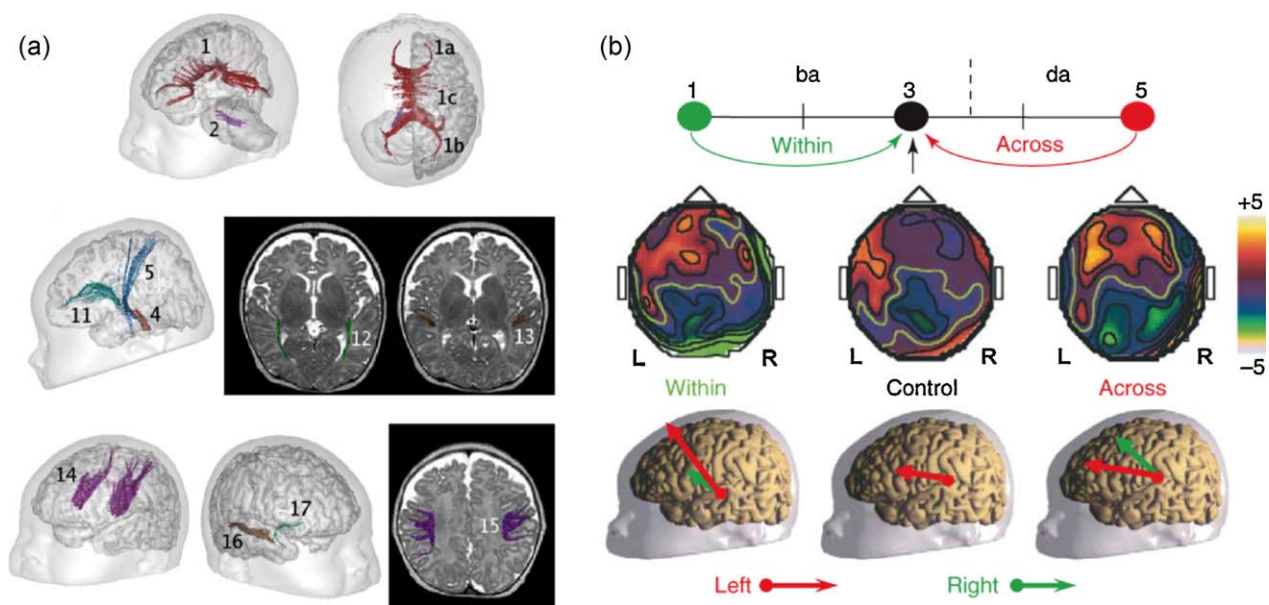 (a)
1
2
1a
1c
1b
5
11
4
12
13
14
17
16
15
(b)
ba
da
1
3
5
Within
Across
+5
−5
L
R
L
R
L
R
Within
Control
Across
Left
Right